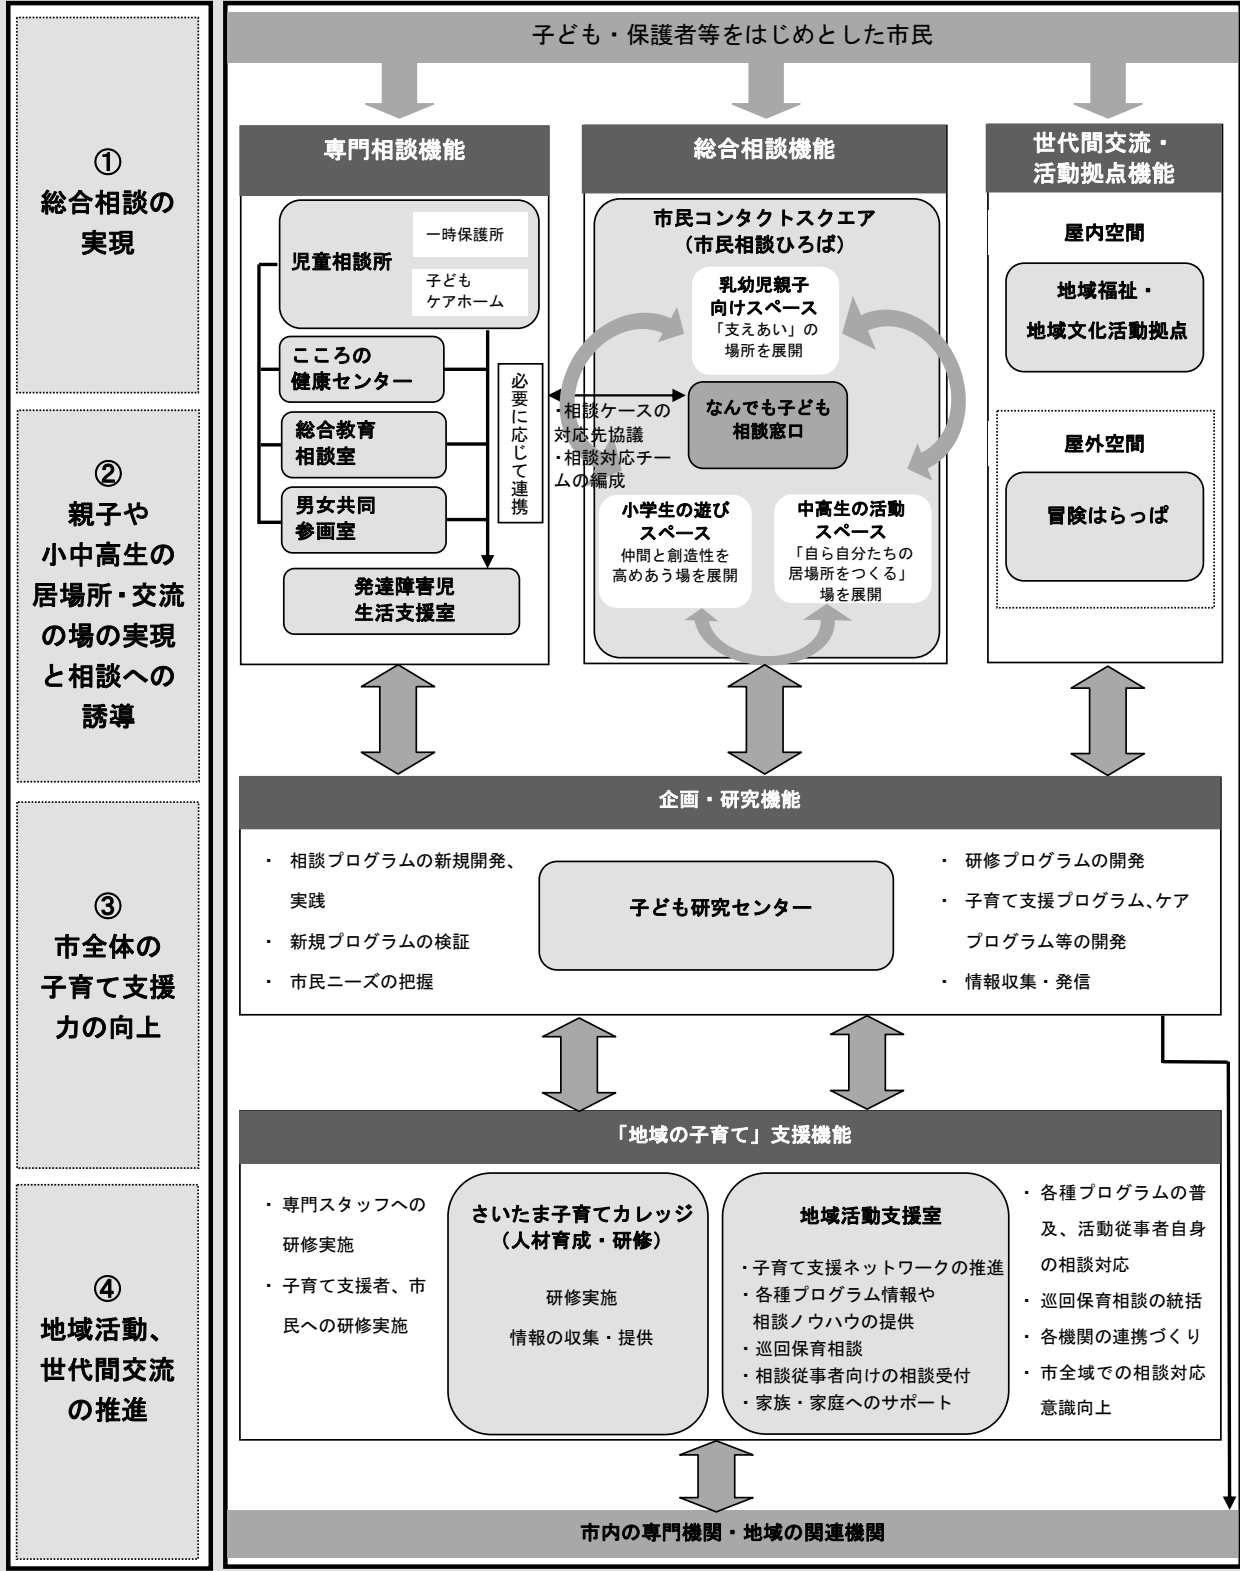 ①
総合相談の
実現
②
親子や
小中高生の
居場所・交流
の場の実現
と相談への
誘導
③
市全体の
子育て支援
力の向上
④
地域活動、
世代間交流
の推進
子ども・保護者等をはじめとした市民
専門相談機能
児童相談所
一時保護所
子ども
ケアホーム
こころの
健康センター
総合教育
相談室
男女共同
参画室
発達障害児
生活支援室
必要に応じて連携
・相談ケースの
対応先協議
・相談対応チー
ムの編成
総合相談機能
市民コンタクトスクエア
（市民相談ひろば）
乳幼児親子
向けスペース
「支えあい」の
場所を展開
なんでも子ども
相談窓口
小学生の遊び
スペース
仲間と創造性を
高めあう場を展開
中高生の活動
スペース
「自ら自分たちの
居場所をつくる」
場を展開
世代間交流・
活動拠点機能
屋内空間
地域福祉・
地域文化活動拠点
屋外空間
冒険はらっぱ
企画・研究機能
・ 相談プログラムの新規開発、
実践
・ 新規プログラムの検証
・ 市民ニーズの把握
子ども研究センター
・ 研修プログラムの開発
・ 子育て支援プログラム、ケア
プログラム等の開発
・ 情報収集・発信
「地域の子育て」支援機能
・ 専門スタッフへの
研修実施
・ 子育て支援者、市
民への研修実施
さいたま子育てカレッジ
（人材育成・研修）
研修実施
情報の収集・提供
地域活動支援室
・子育て支援ネットワークの推進
・各種プログラム情報や
相談ノウハウの提供
・巡回保育相談
・相談従事者向けの相談受付
・家族・家庭へのサポート
・ 各種プログラムの普
及、活動従事者自身
の相談対応
・ 巡回保育相談の統括
・ 各機関の連携づくり
・ 市全域での相談対応
意識向上
市内の専門機関・地域の関連機関